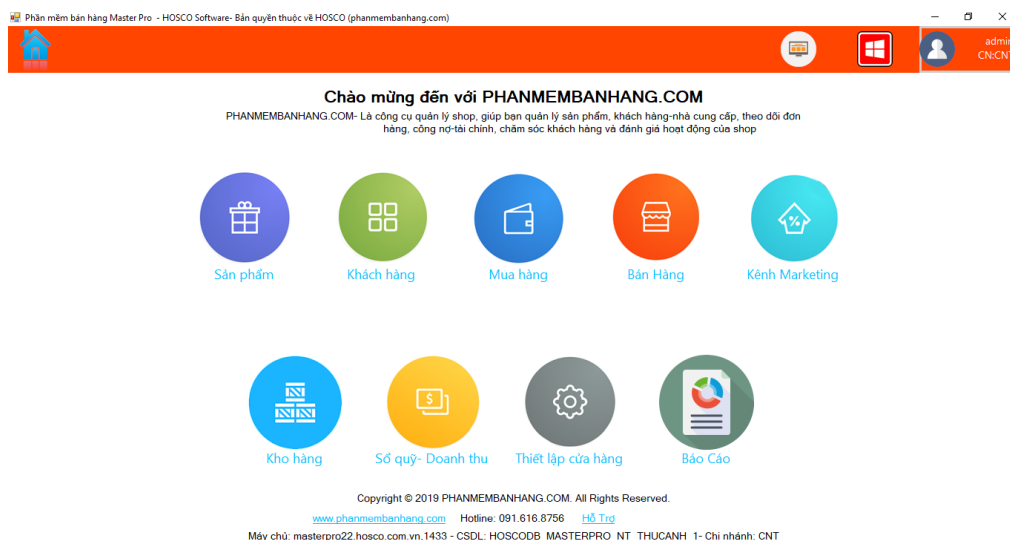 Phần mềm bán hàng Master Pro - HOSCO Software- Bản quyền thuộc về HOSCO (phanmembanhang.com)
admin
CN:CNT
Chào mừng đến với PHANMEMBANHANG.COM
PHANMEMBANHANG.COM- Là công cụ quản lý shop, giúp bạn quản lý sản phẩm, khách hàng-nhà cung cấp, theo dõi đơn
hàng, công nợ-tài chính, chăm sóc khách hàng và đánh giá hoạt động của shop
Sản phẩm
Khách hàng
Mua hàng
Bán Hàng
Kênh Marketing
Kho hàng
Sổ quỹ- Doanh thu
Thiết lập cửa hàng
Báo Cáo
Copyright © 2019 PHANMEMBANHANG.COM. All Rights Reserved.
www.phanmembanhang.com Hotline: 091.616.8756 Hỗ Trợ
Máy chủ: masterpro22.hosco.com.vn,1433 - CSDL: HOSCODB_MASTERPRO_NT_THUCANH_1- Chi nhánh: CNT